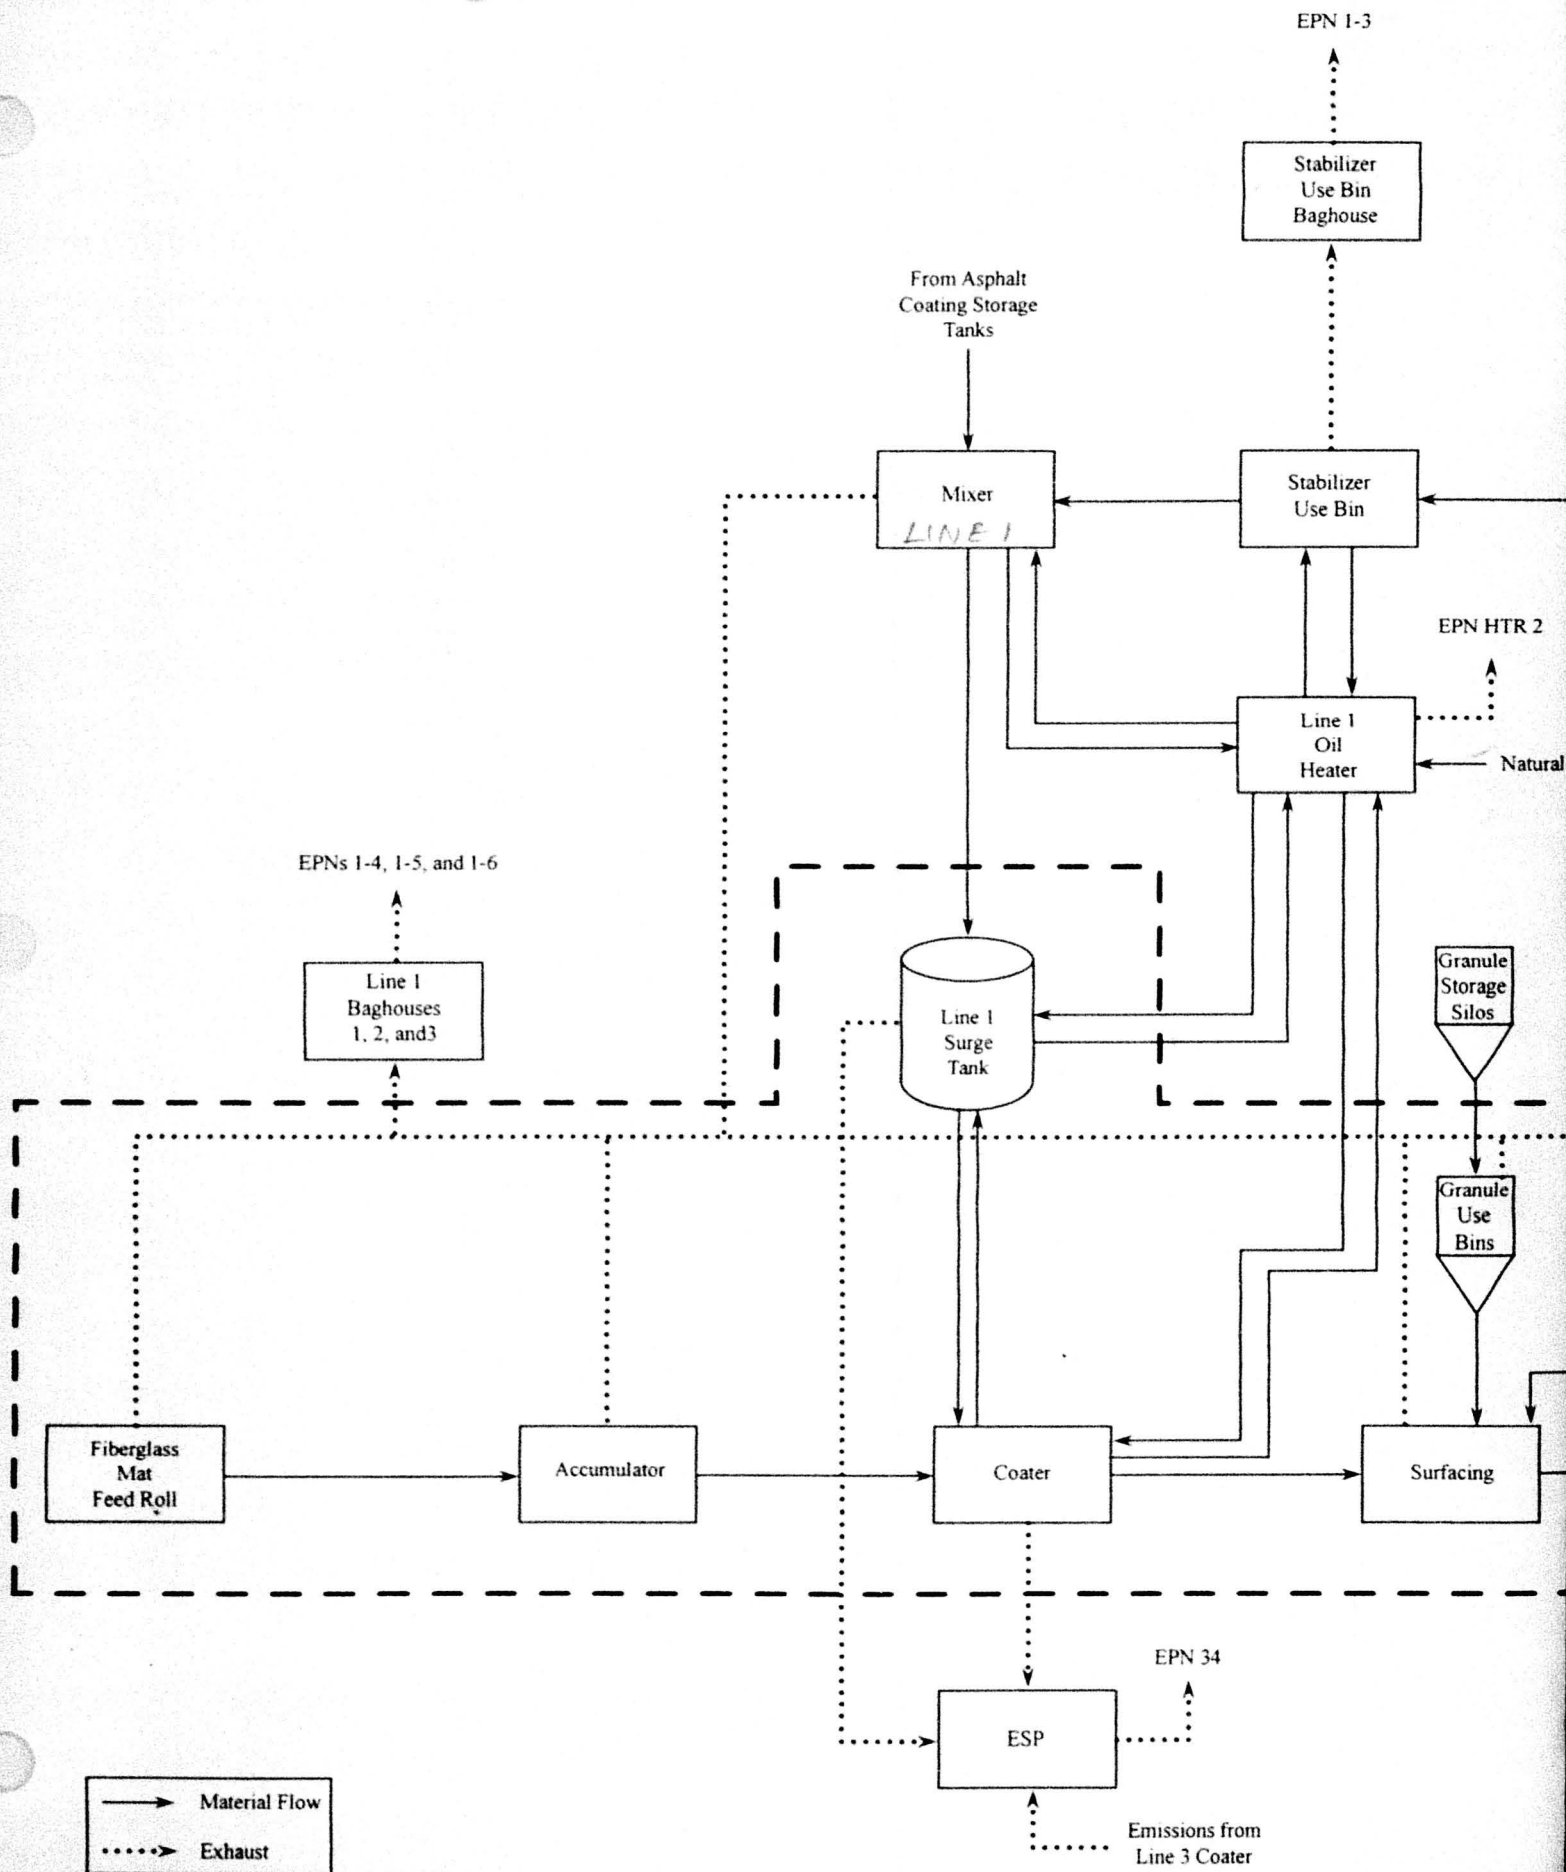 EPN 1-3
Stabilizer
Use Bin
Baghouse
From Asphalt
Coating Storage
Tanks
Mixer
LINE 1
Stabilizer
Use Bin
EPN HTR 2
Line 1
Oil
Heater
Natural
EPNs 1-4, 1-5, and 1-6
Line 1
Baghouses
1, 2, and3
Line 1
Surge
Tank
Granule
Storage
Silos
Granule
Use
Bins
Fiberglass
Mat
Feed Roll
Accumulator
Coater
Surfacing
EPN 34
ESP
Material Flow
Exhaust
Emissions from
Line 3 Coater